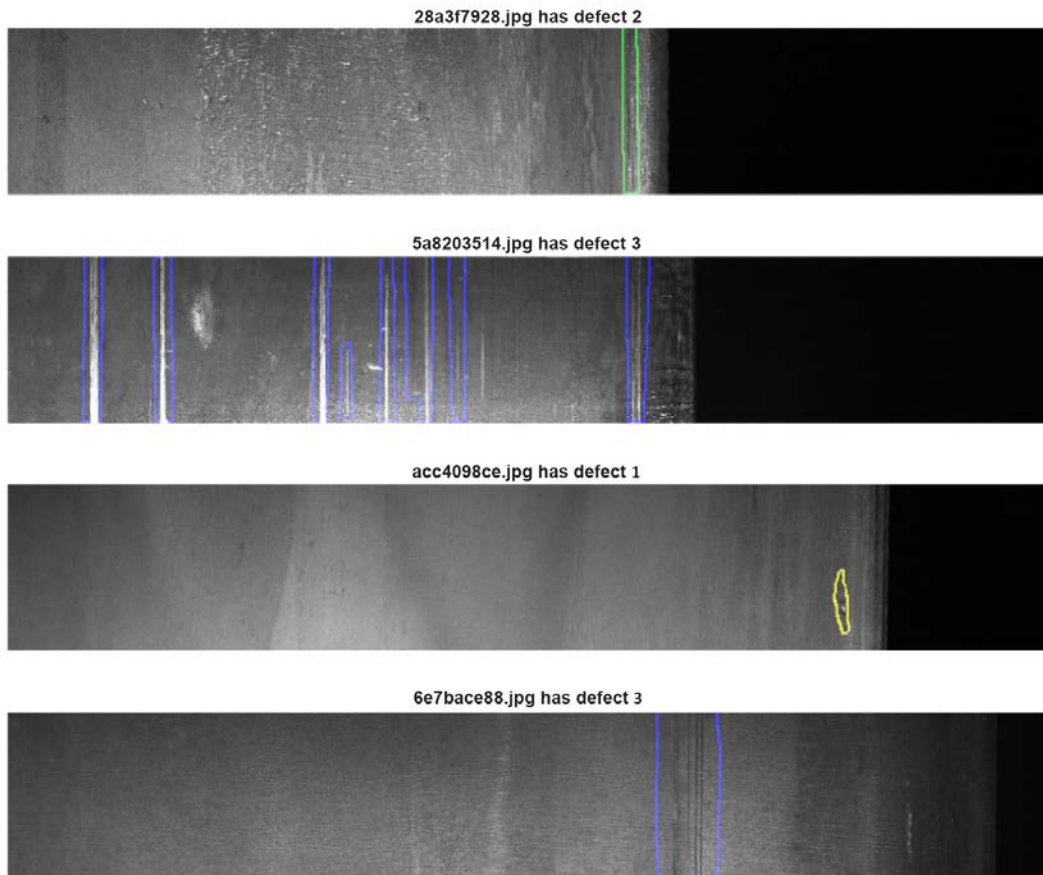 28a3f7928.jpg has defect 2
5a8203514.jpg has defect 3
acc4098ce.jpg has defect 1
6e7bace88.jpg has defect 3